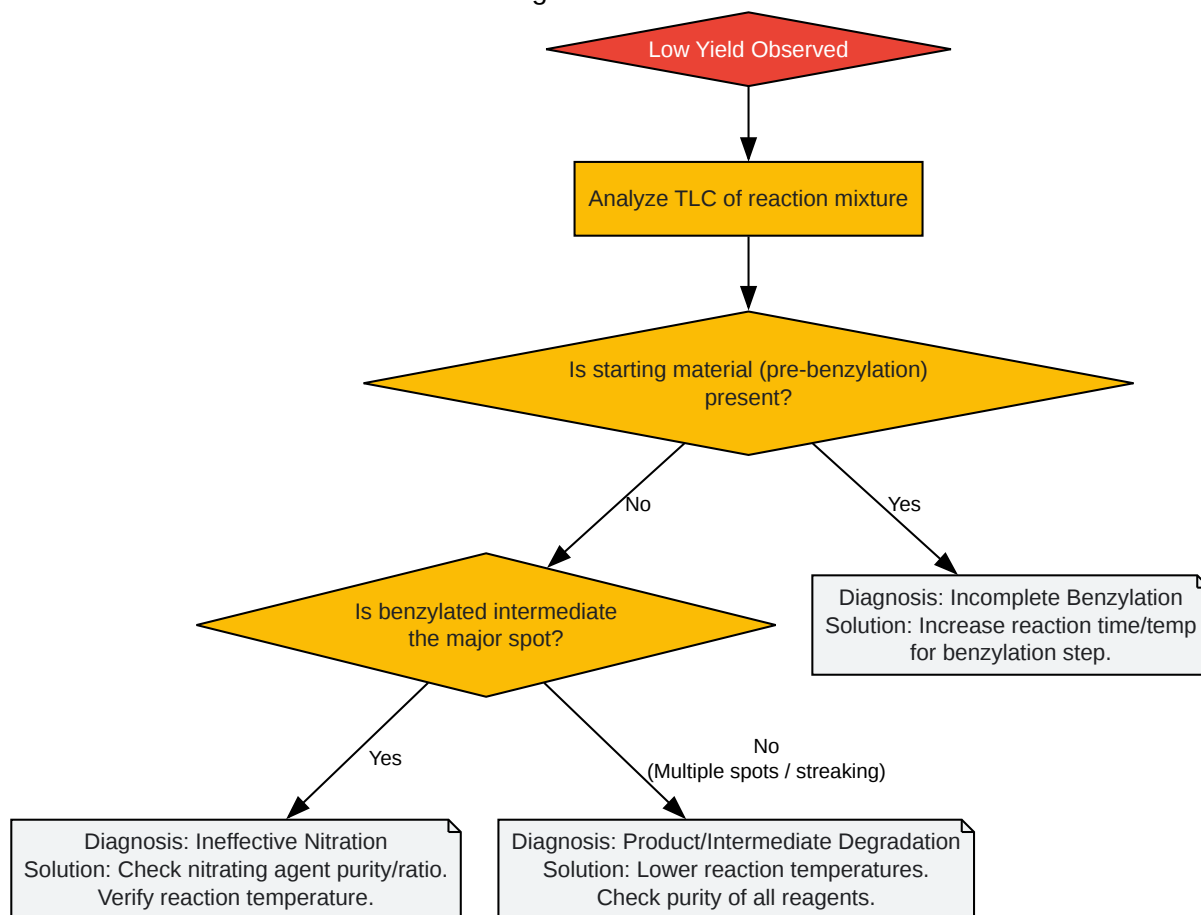 Low Yield Observed
Analyze TLC of reaction mixture
Is starting material (pre-benzylation)
present?
No
Yes
Is benzylated intermediate
the major spot?
Diagnosis: Incomplete Benzylation
Solution: Increase reaction time/temp
for benzylation step.
Yes
No
(Multiple spots / streaking)
Diagnosis: Ineffective Nitration
Solution: Check nitrating agent purity/ratio.
Verify reaction temperature.
Diagnosis: Product/Intermediate Degradation
Solution: Lower reaction temperatures.
Check purity of all reagents.